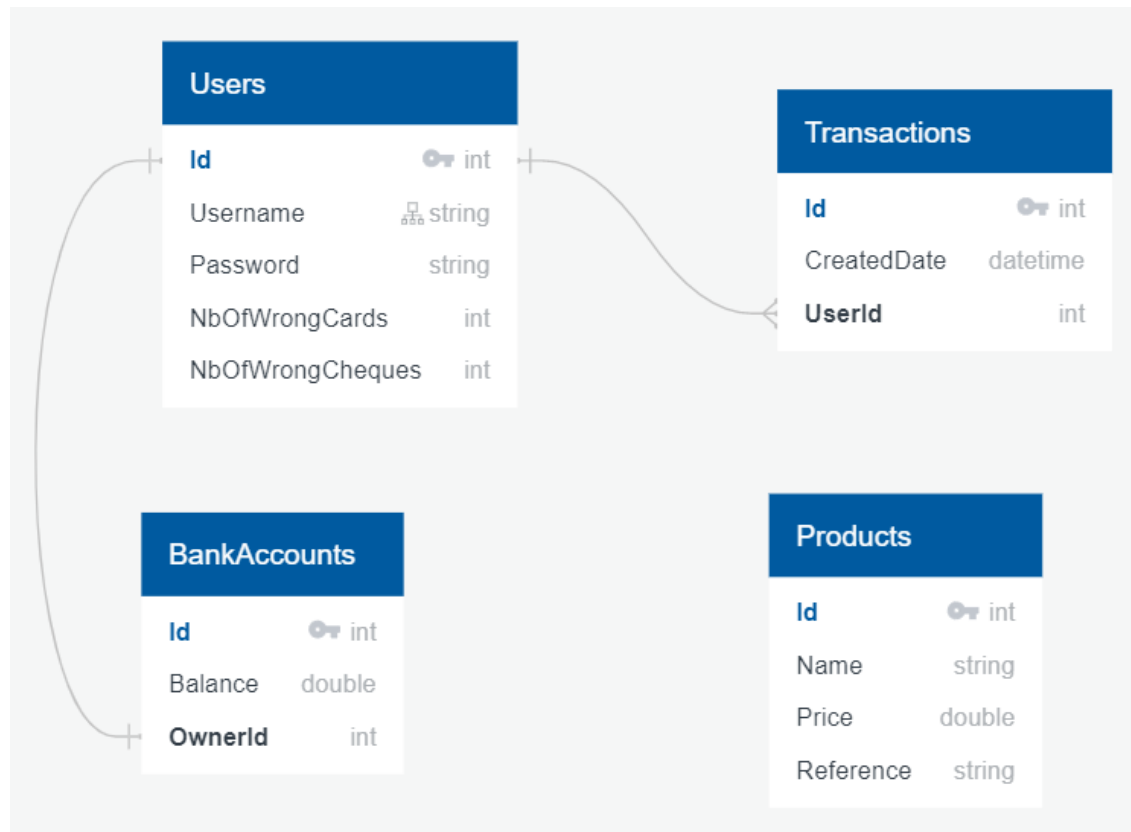 Users
Id int
Username string
Password string
NbOfWrongCards int
NbOfWrongCheques int
Transactions
Id int
CreatedDate datetime
UserId int
BankAccounts
Id int
Balance double
OwnerId int
Products
Id int
Name string
Price double
Reference string